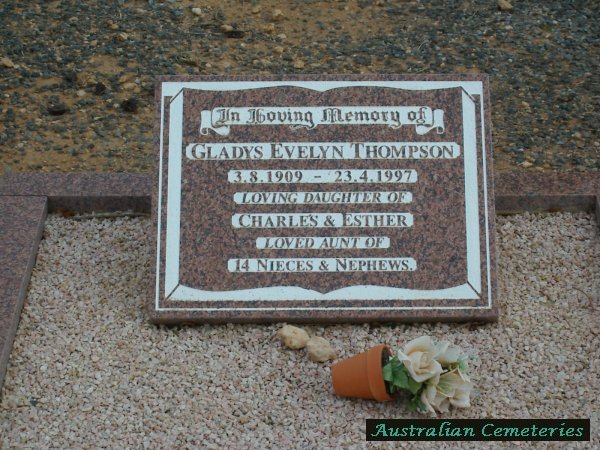 In Loving Memory of
GLADYS EVELYN THOMPSON
3.8.1909 - 23.4.1997
LOVING DAUGHTER OF
CHARLES & ESTHER
LOVED AUNT OF
14 NIECES & NEPHEWS.
Australian Cemeteries